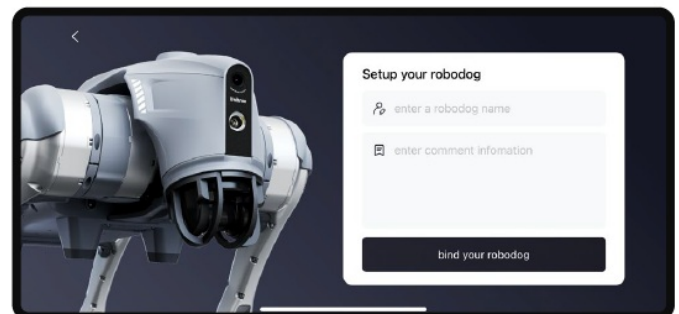 Setup your robodog
enter a robodog name
enter comment infomation
bind your robodog